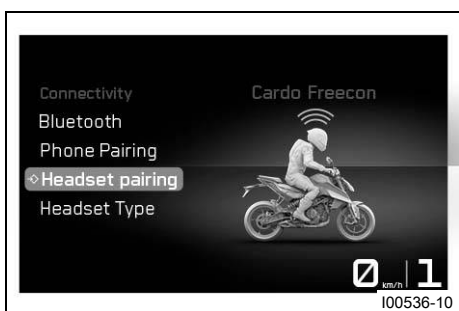 Connectivity
Cardo Freecon
Bluetooth
Phone Pairing
Headset pairing
Headset Type
0 km/h 1
I00536-10